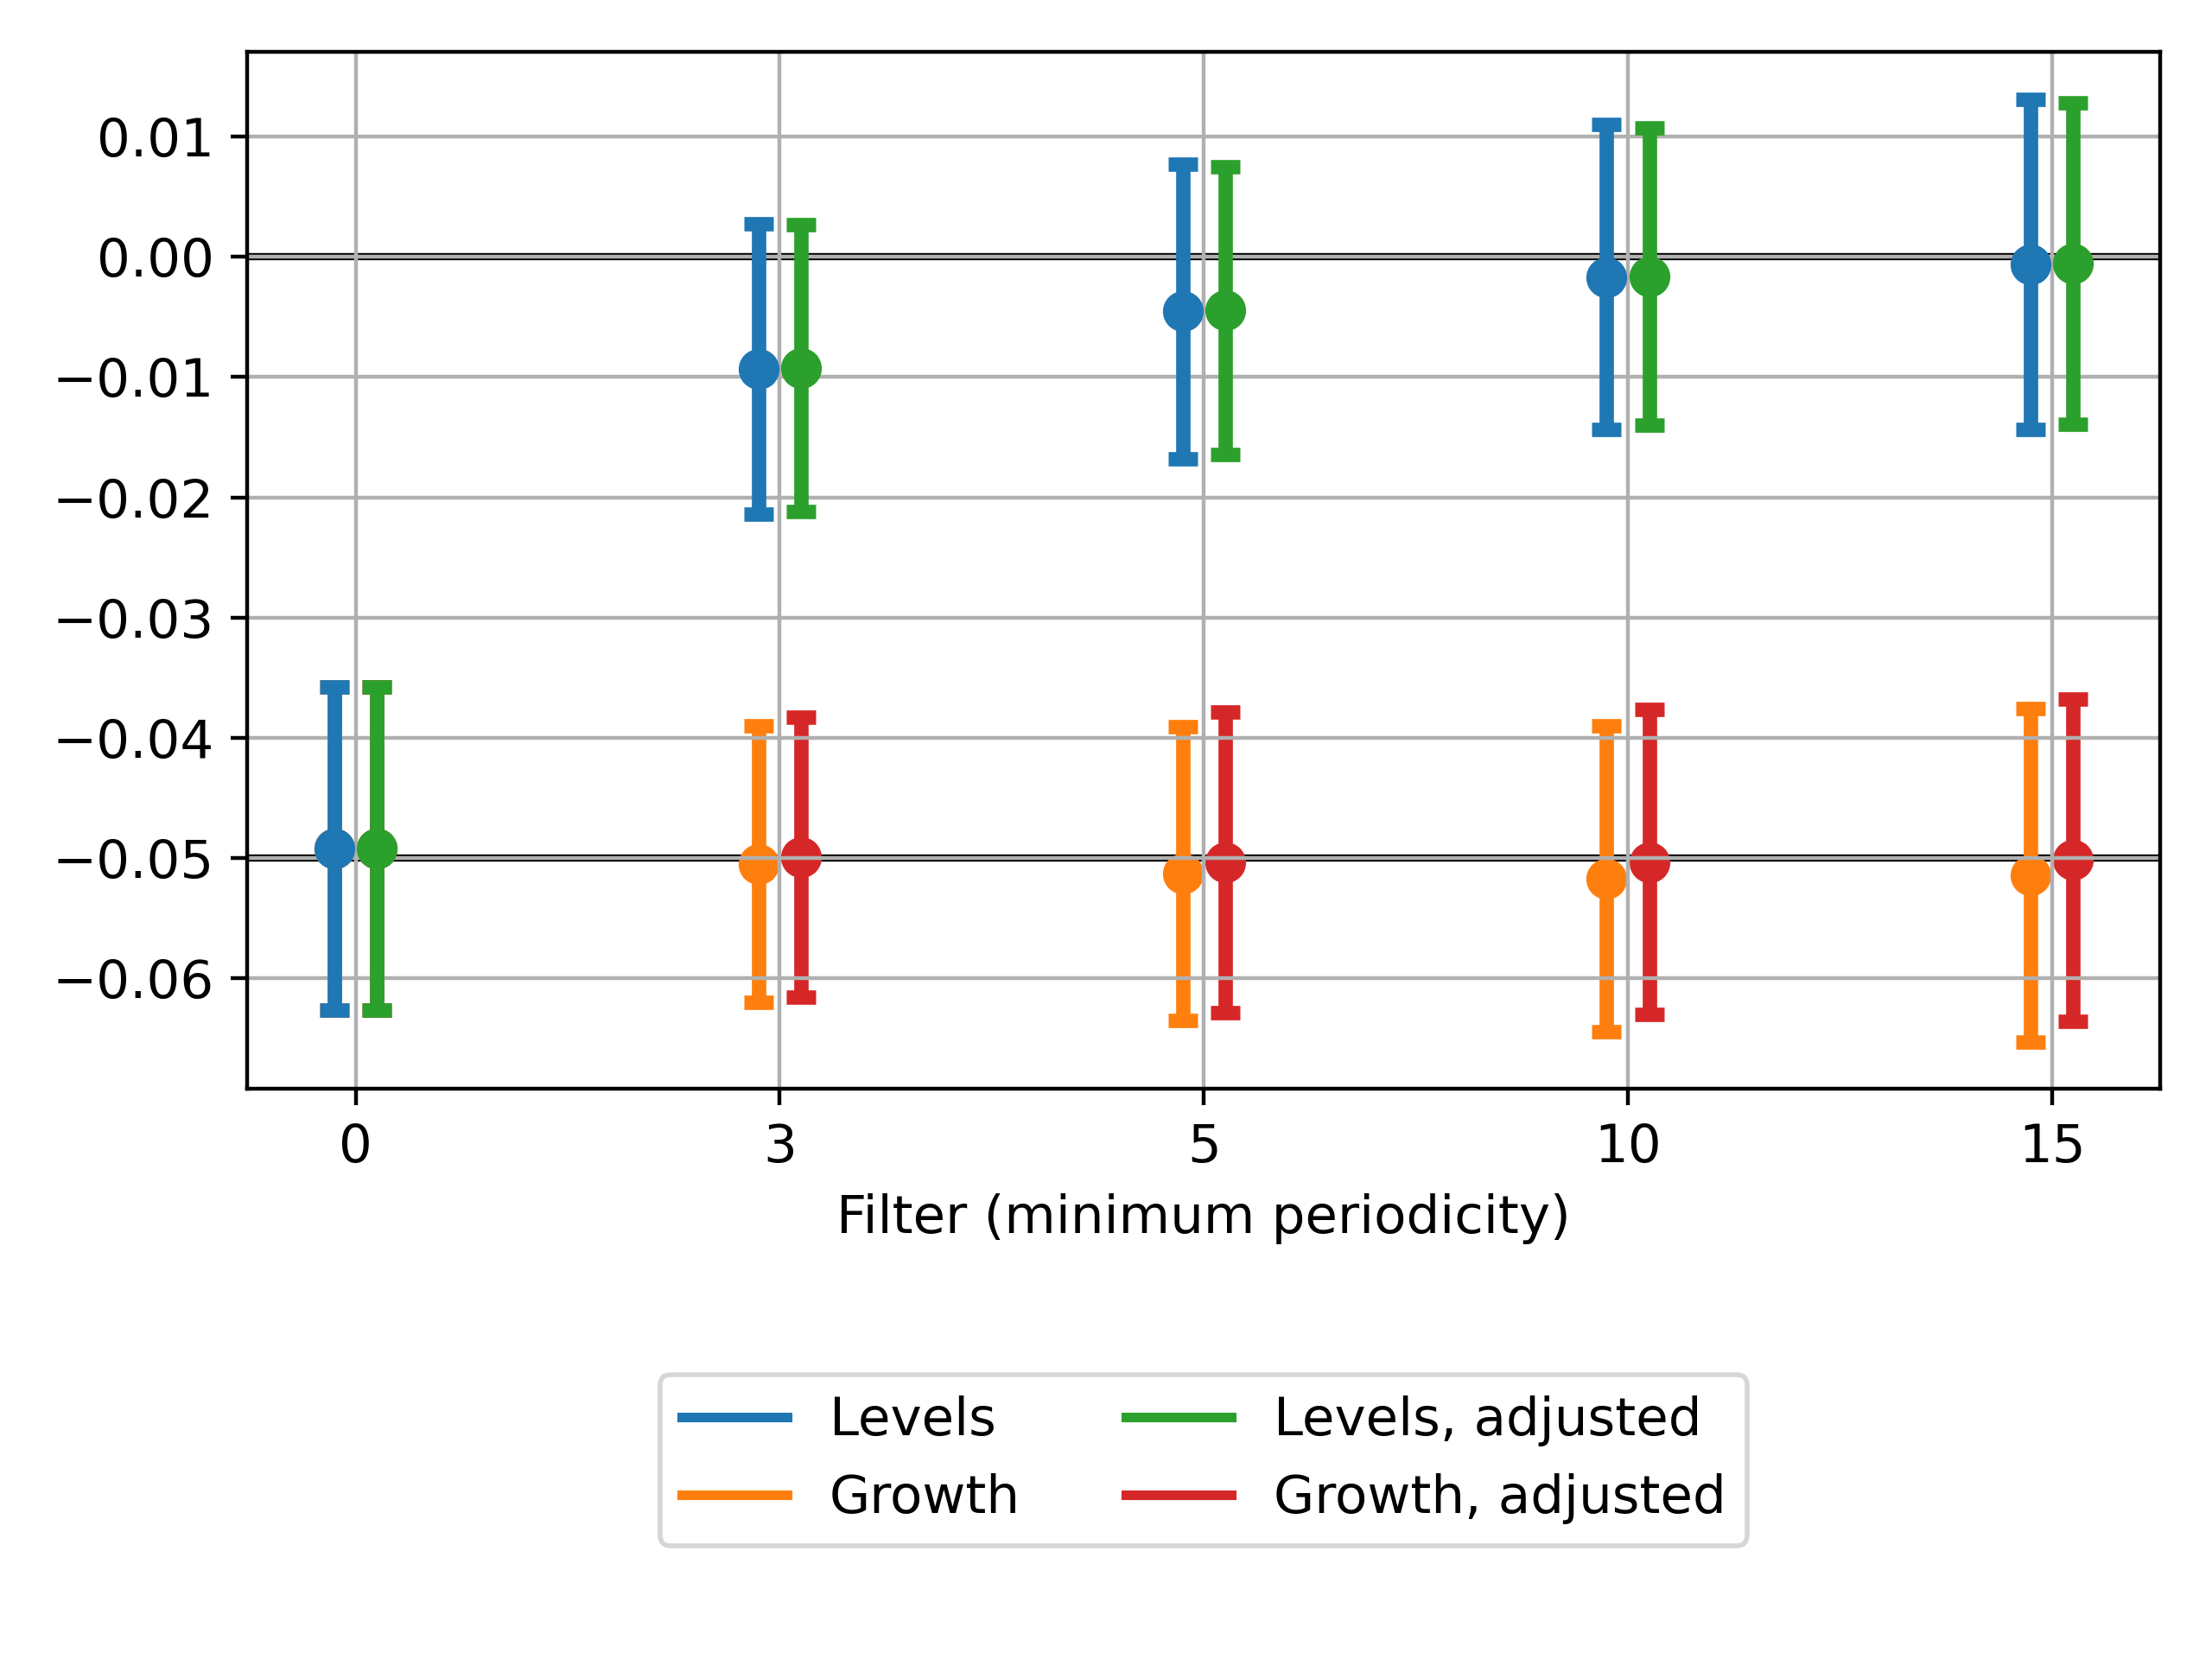 0.01
0.00
−0.01
−0.02
−0.03
−0.04
−0.05
−0.06
0 3 5 10 15
Filter (minimum periodicity)
Levels
Growth
Levels, adjusted
Growth, adjusted